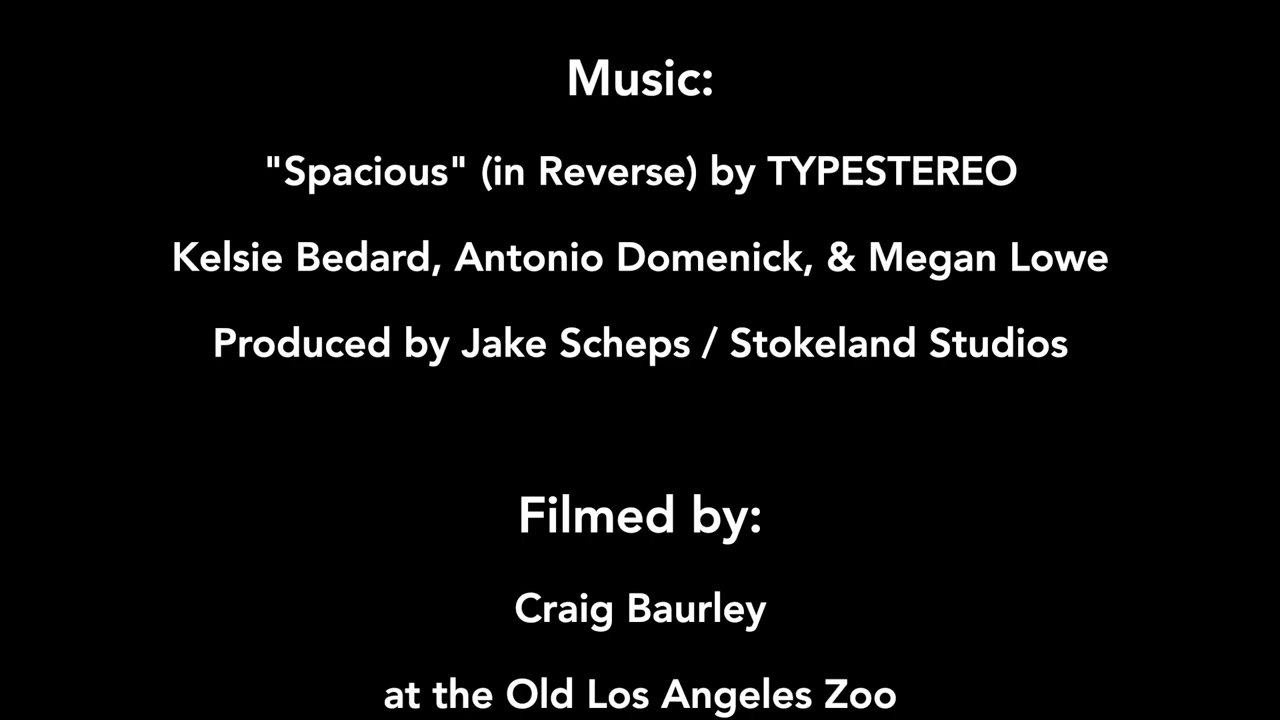 Music:
"Spacious" (in Reverse) by TYPESTEREO
Kelsie Bedard, Antonio Domenick, & Megan Lowe
Produced by Jake Scheps / Stokeland Studios
Filmed by:
Craig Baurley
at the Old Los Angeles Zoo